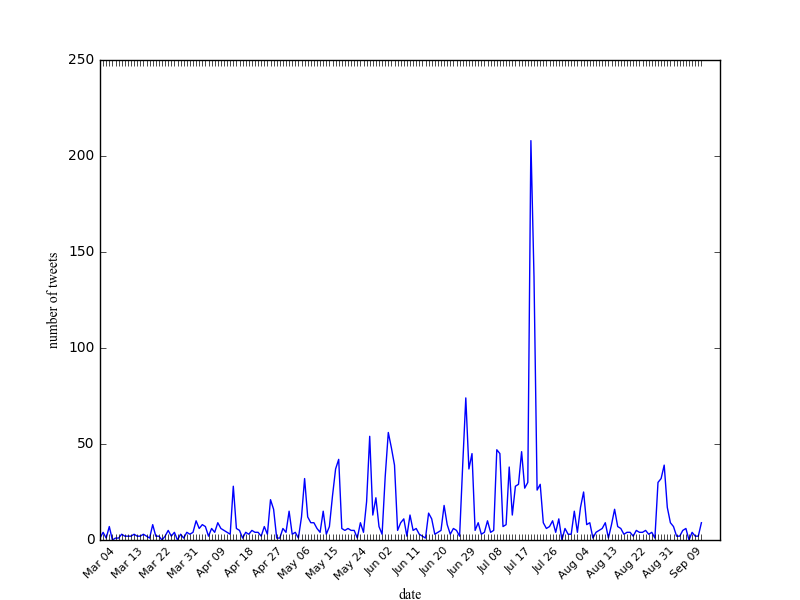 250
200
150
100
50
0
number of tweets
Mar 04
Mar 13
Mar 22
Mar 31
Apr 09
Apr 18
Apr 27
May 06
May 15
May 24
Jun 02
Jun 11
Jun 20
Jun 29
Jul 08
Jul 17
Jul 26
Aug 04
Aug 13
Aug 22
Aug 31
Sep 09
date